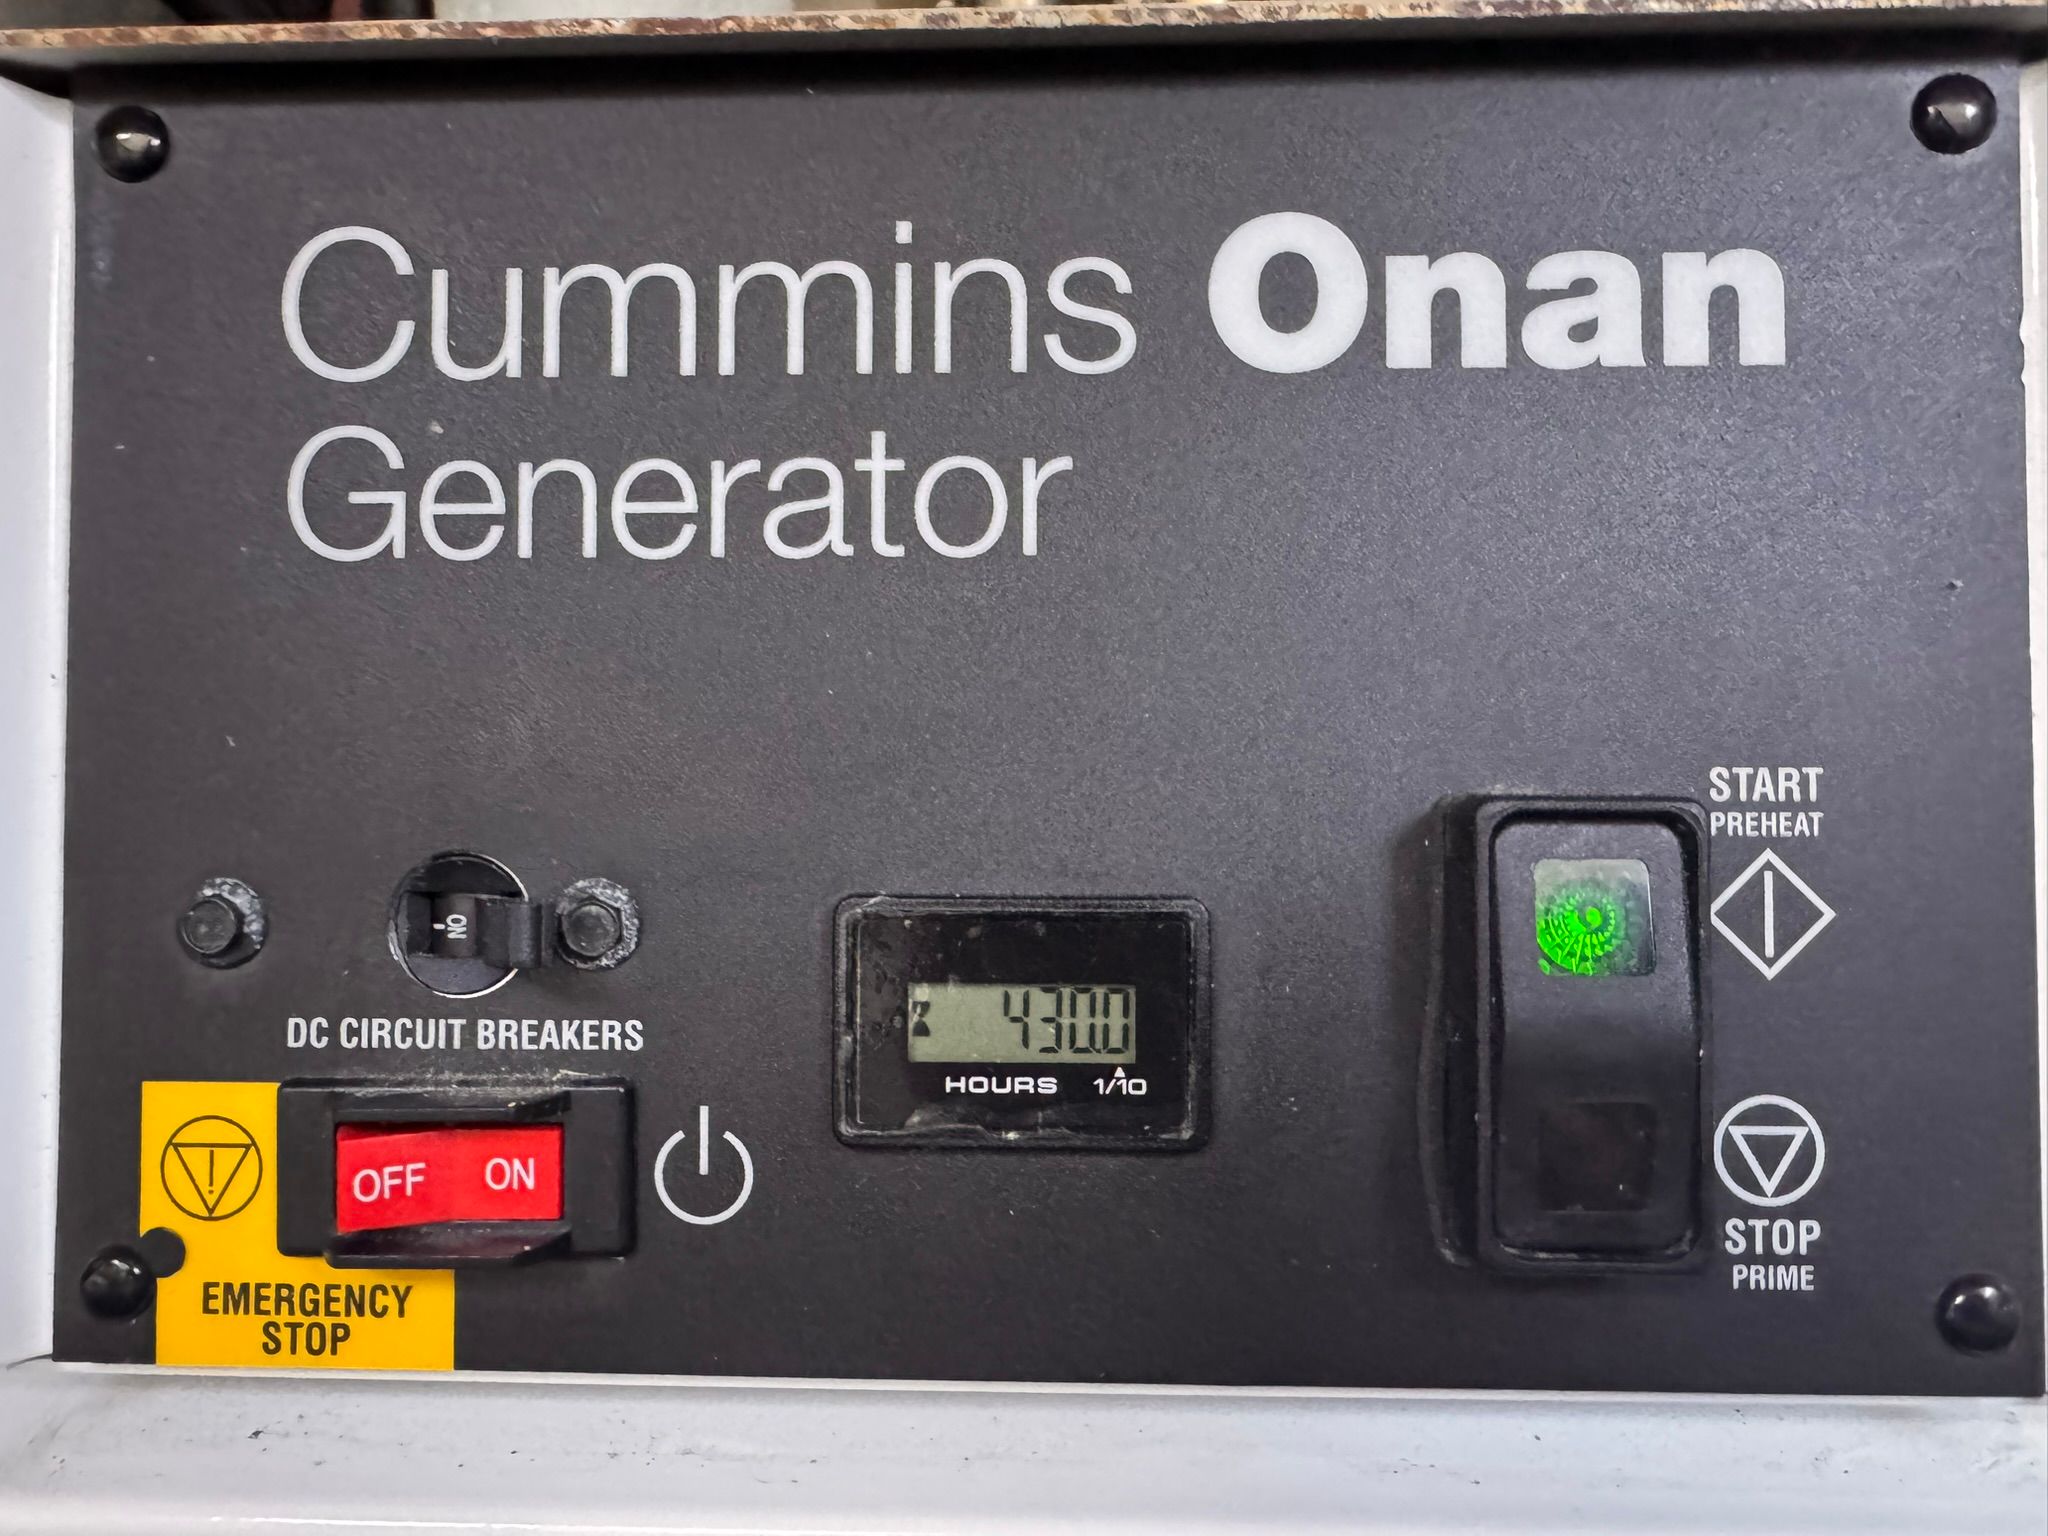 Cummins Onan
Generator
START
PREHEAT
ON
DC CIRCUIT BREAKERS
430.0
HOURS 1/10
OFF ON
EMERGENCY
STOP
STOP
PRIME